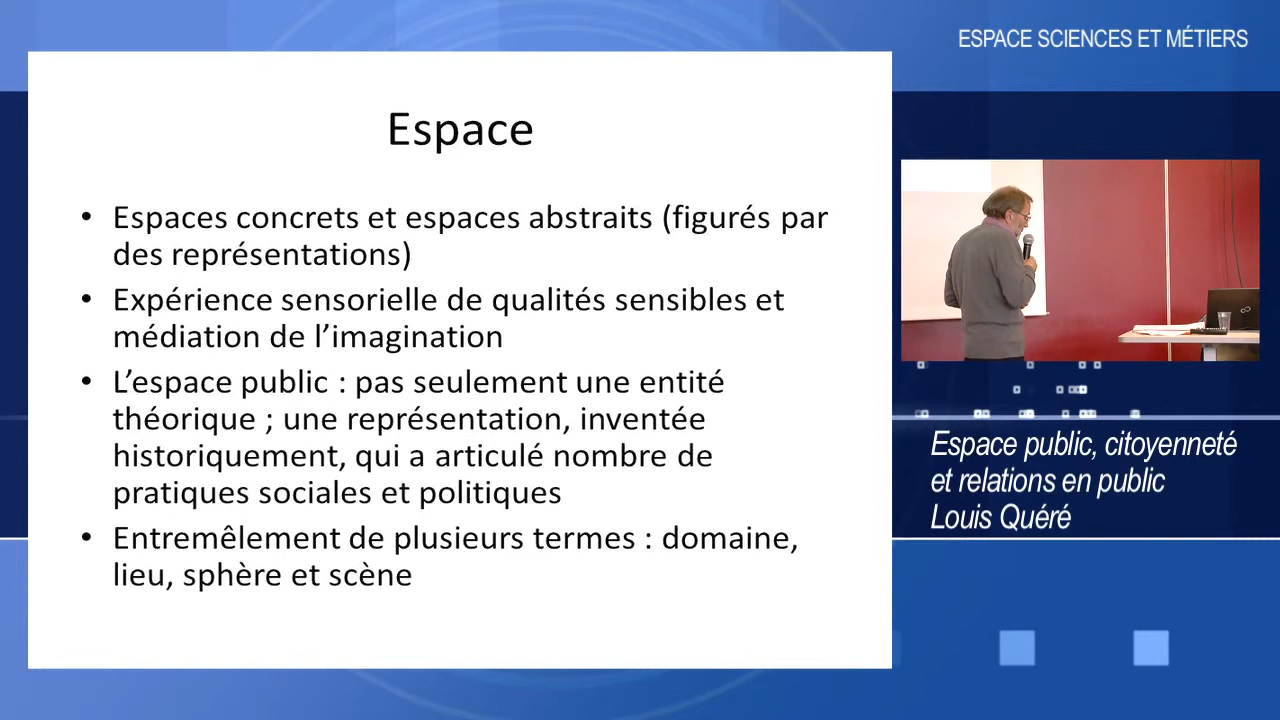 ESPACE SCIENCES ET MÉTIERS
Espace
• Espaces concrets et espaces abstraits (figurés par
des représentations)
• Expérience sensorielle de qualités sensibles et
médiation de l’imagination
• L’espace public : pas seulement une entité
théorique ; une représentation, inventée
historiquement, qui a articulé nombre de
pratiques sociales et politiques
• Entremêlement de plusieurs termes : domaine,
lieu, sphère et scène
Espace public, citoyenneté
et relations en public
Louis Quéré